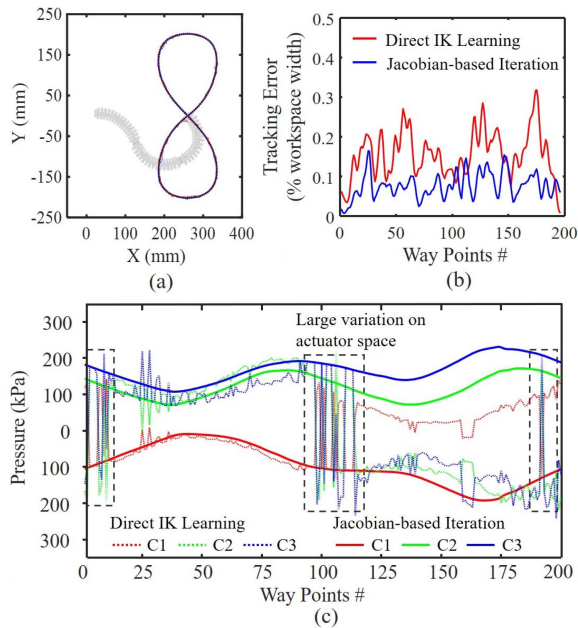 (a)
250
150
50
-50
-150
-250
Y (mm)
0
100
200
300
400
X (mm)
(b)
0.5
0.4
0.3
0.2
0.1
0
Tracking Error
(% workspace width)
Direct IK Learning
Jacobian-based Iteration
0
50
100
150
200
Way Points #
(a)
(b)
300
200
100
0
100
200
300
Pressure (kPa)
Large variation on
actuator space
Direct IK Learning
C1
C2
C3
Jacobian-based Iteration
C1
C2
C3
0
25
50
75
100
125
150
175
200
Way Points #
(c)